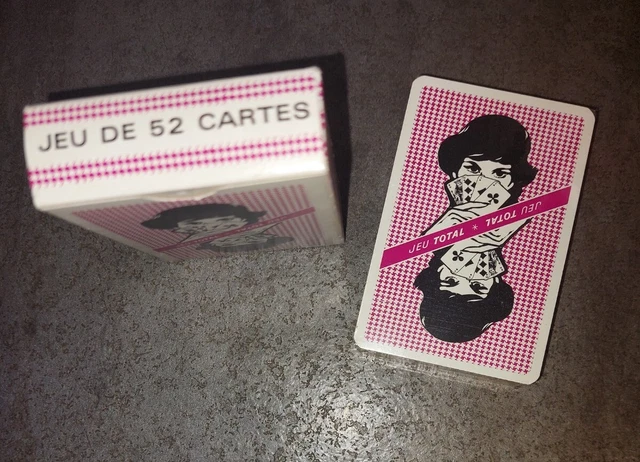 JEU DE 52 CARTES
JEU TOTAL * JEU TOTAL